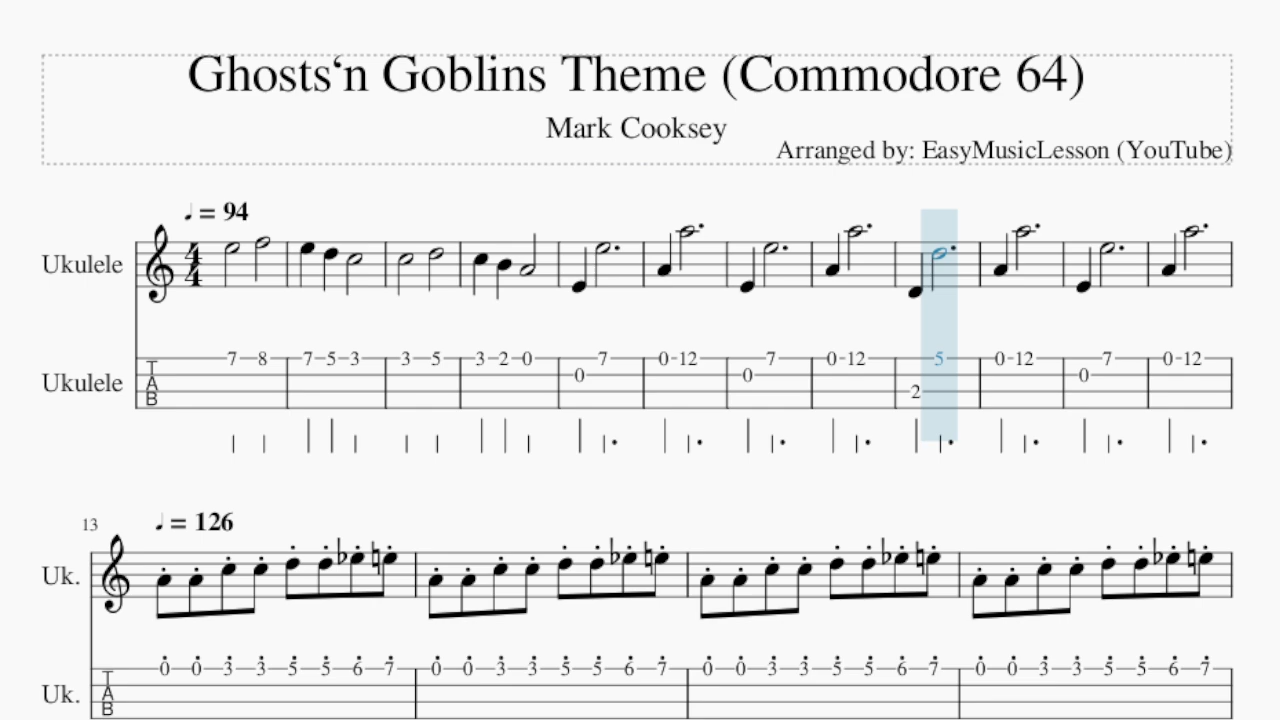 Ghosts‘n Goblins Theme (Commodore 64)
Mark Cooksey
Arranged by: EasyMusicLesson (YouTube)
♩ = 94
Ukulele
4
4
Ukulele
TAB
7 8 7 5 3 3 5 3 2 0 0 7 0 12 0 7 0 12 2 5 0 12 0 7 0 12
13
♩ = 126
Uk.
Uk.
TAB
0 0 3 3 5 5 6 7 0 0 3 3 5 5 6 7 0 0 3 3 5 5 6 7 0 0 3 3 5 5 6 7